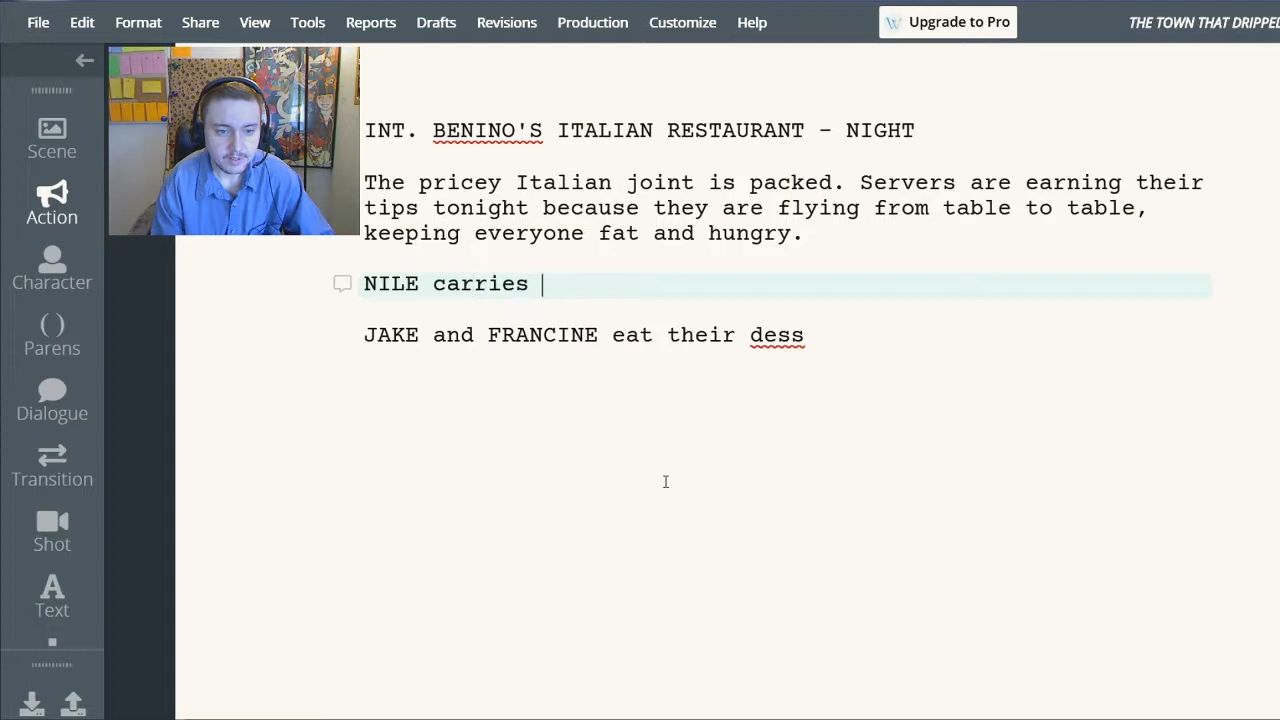 File Edit Format Share View Tools Reports Drafts Revisions Production Customize Help Upgrade to Pro THE TOWN THAT DRIPPED
Scene
Action
Character
Parens
Dialogue
Transition
Shot
Text
INT. BENINO'S ITALIAN RESTAURANT - NIGHT
The pricey Italian joint is packed. Servers are earning their
tips tonight because they are flying from table to table,
keeping everyone fat and hungry.
NILE carries
JAKE and FRANCINE eat their dess